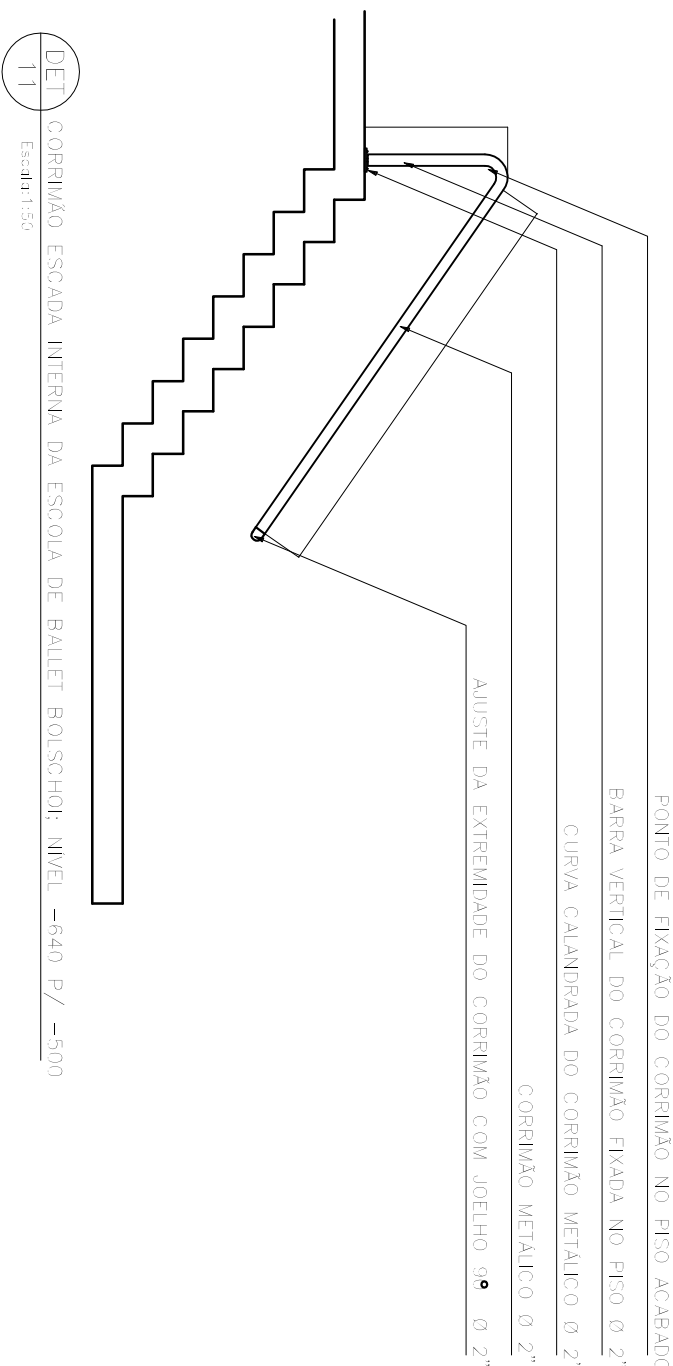 PONTO DE FIXAÇÃO DO CORRIMÃO NO PISO ACABADO
BARRA VERTICAL DO CORRIMÃO FIXADA NO PISO Ø 2"
CURVA CALANDRADA DO CORRIMÃO METÁLICO Ø 2"
CORRIMÃO METÁLICO Ø 2"
AJUSTE DA EXTREMIDADE DO CORRIMÃO COM JOELHO 90° Ø 2"
DET
11
CORRIMÃO ESCADA INTERNA DA ESCOLA DE BALLET BOLSCHOI; NÍVEL -640 P/ -500
Escala:1:50